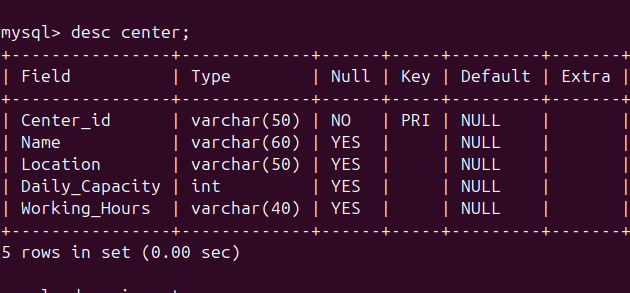 mysql> desc center;
+----------------+-------------+------+-----+---------+-------+
| Field          | Type        | Null | Key | Default | Extra |
+----------------+-------------+------+-----+---------+-------+
| Center_id      | varchar(50) | NO   | PRI | NULL    |       |
| Name           | varchar(60) | YES  |     | NULL    |       |
| Location       | varchar(50) | YES  |     | NULL    |       |
| Daily_Capacity | int         | YES  |     | NULL    |       |
| Working_Hours  | varchar(40) | YES  |     | NULL    |       |
+----------------+-------------+------+-----+---------+-------+
5 rows in set (0.00 sec)